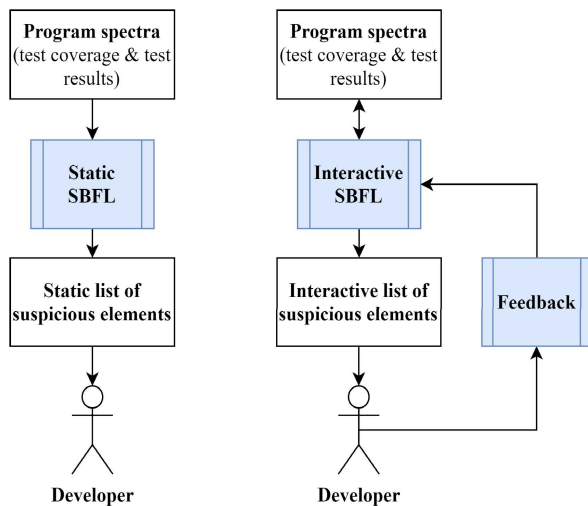 Program spectra
(test coverage & test
results)
Static
SBFL
Static list of
suspicious elements
Developer
Program spectra
(test coverage & test
results)
Interactive
SBFL
Interactive list of
suspicious elements
Developer
Feedback